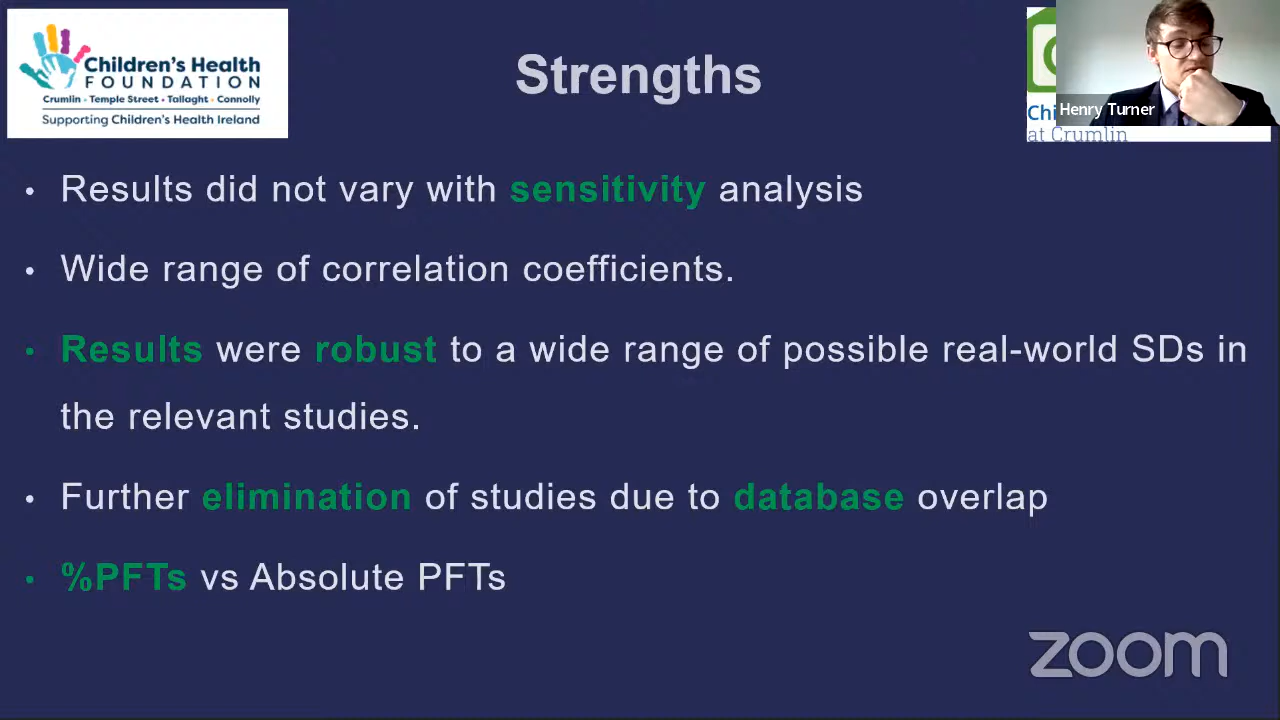 Children's Health
FOUNDATION
Crumlin • Temple Street • Tallaght • Connolly
Supporting Children's Health Ireland
Strengths
Henry Turner
Chi
at Crumlin
• Results did not vary with sensitivity analysis
• Wide range of correlation coefficients.
• Results were robust to a wide range of possible real-world SDs in
the relevant studies.
• Further elimination of studies due to database overlap
• %PFTs vs Absolute PFTs
zoom